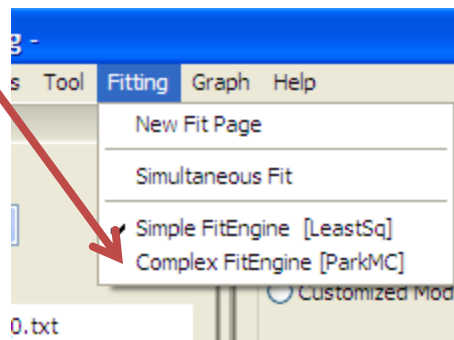 g -
s Tool Fitting Graph Help
New Fit Page
Simultaneous Fit
Simple FitEngine [LeastSq]
Complex FitEngine [ParkMC]
Customized Mod
0.txt